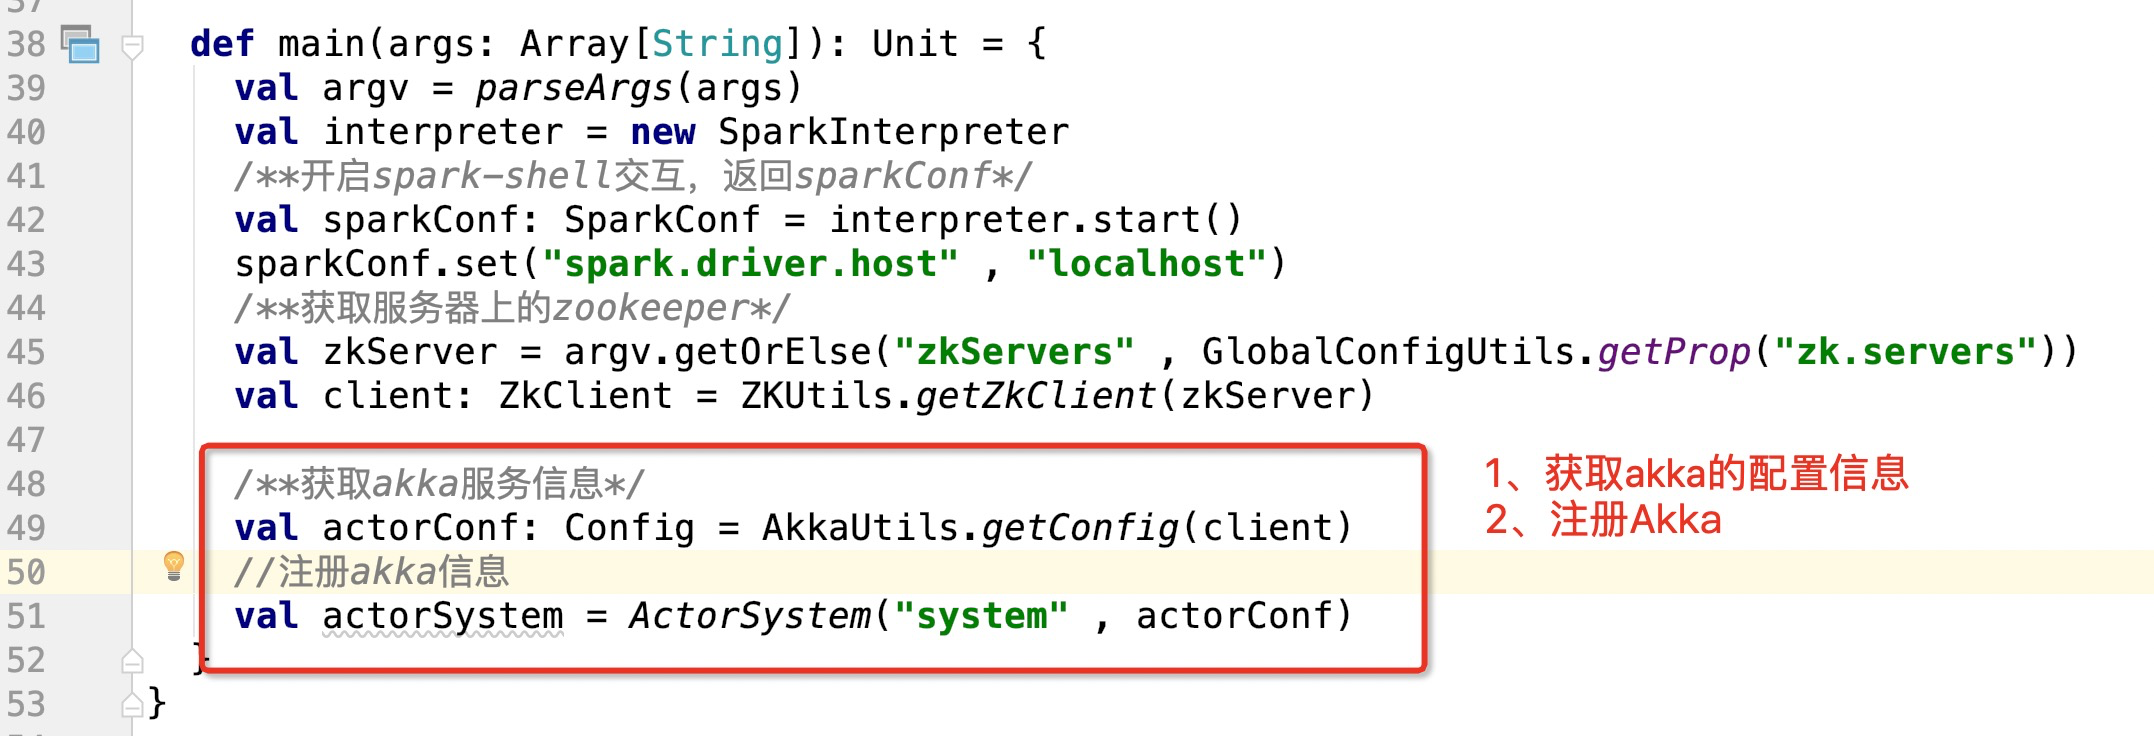 37
38 def main(args: Array[String]): Unit = {
39 val argv = parseArgs(args)
40 val interpreter = new SparkInterpreter
41 /**开启spark-shell交互，返回sparkConf*/
42 val sparkConf: SparkConf = interpreter.start()
43 sparkConf.set("spark.driver.host" , "localhost")
44 /**获取服务器上的zookeeper*/
45 val zkServer = argv.getOrElse("zkServers" , GlobalConfigUtils.getProp("zk.servers"))
46 val client: ZkClient = ZKUtils.getZkClient(zkServer)
47
48 /**获取akka服务信息*/
49 val actorConf: Config = AkkaUtils.getConfig(client)
50 //注册akka信息
51 val actorSystem = ActorSystem("system" , actorConf)
52 }
53 }
1、获取akka的配置信息
2、注册Akka